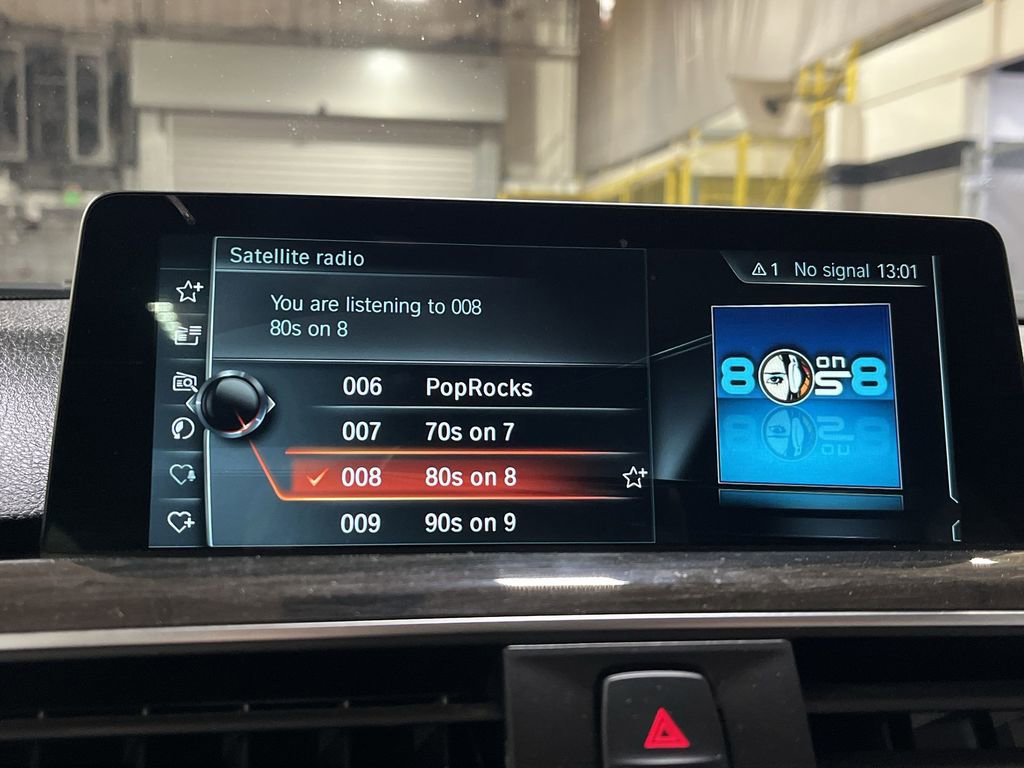 Satellite radio
1 No signal 13:01
You are listening to 008
80s on 8
006 PopRocks
007 70s on 7
008 80s on 8
009 90s on 9
80s on 8